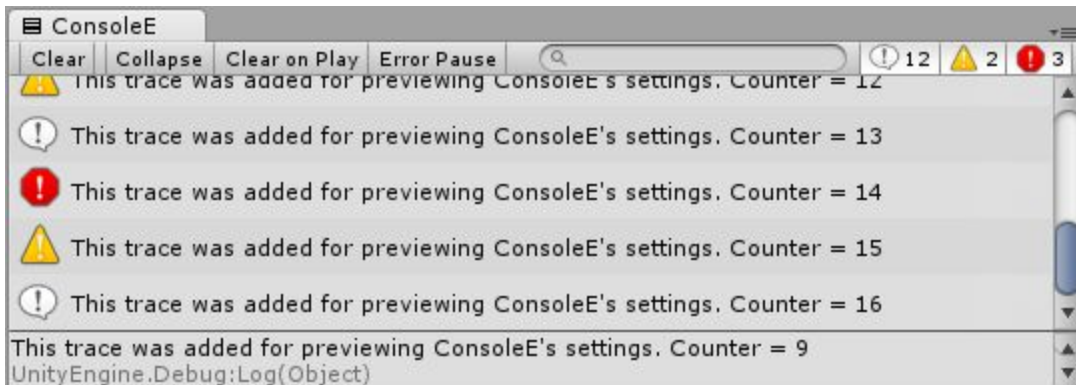 ConsoleE
Clear Collapse Clear on Play Error Pause 12 2 3
This trace was added for previewing ConsoleE's settings. Counter = 12
This trace was added for previewing ConsoleE's settings. Counter = 13
This trace was added for previewing ConsoleE's settings. Counter = 14
This trace was added for previewing ConsoleE's settings. Counter = 15
This trace was added for previewing ConsoleE's settings. Counter = 16
This trace was added for previewing ConsoleE's settings. Counter = 9
UnityEngine.Debug:Log(Object)